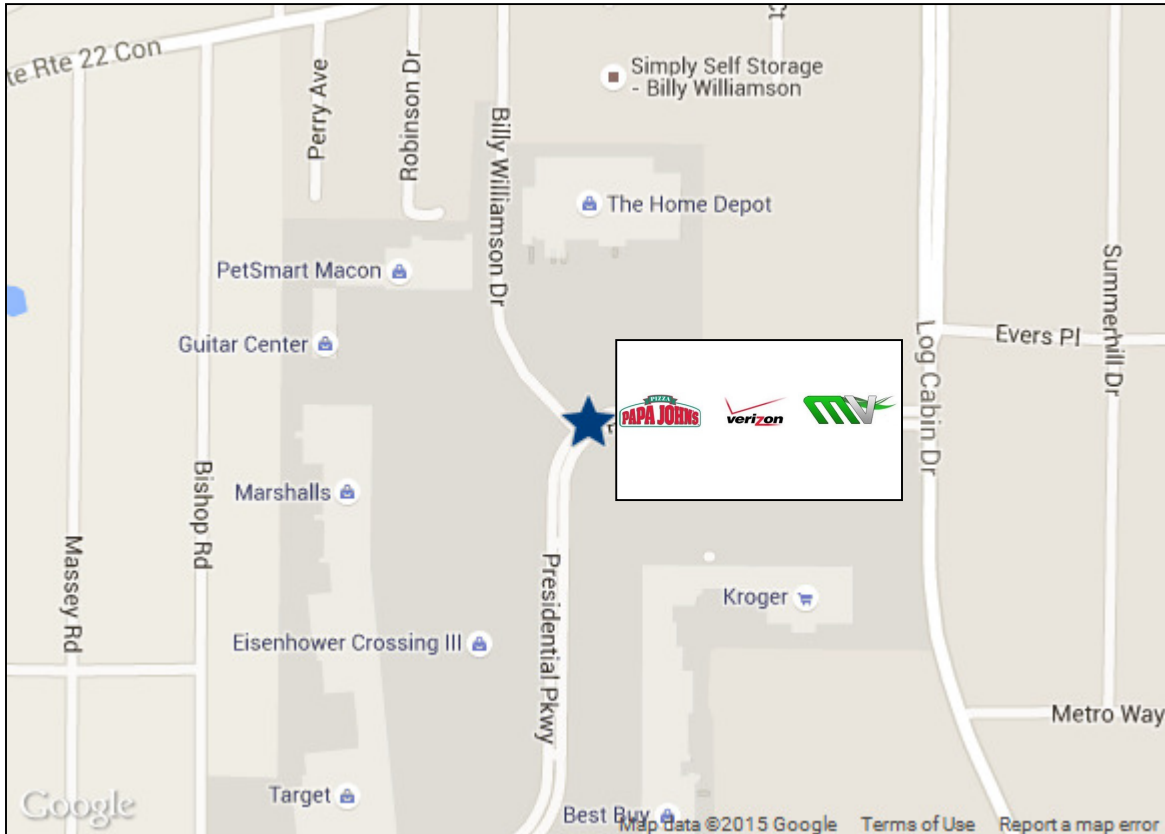 te Rte 22 Con
Perry Ave
Robinson Dr
Billy Williamson Dr
Ct
Simply Self Storage
- Billy Williamson
The Home Depot
PetSmart Macon
Guitar Center
Log Cabin Dr
Evers Pl
Summerhill Dr
PIZZA
PAPA JOHNS
verizon
MV
Marshalls
Bishop Rd
Massey Rd
Presidential Pkwy
Kroger
Eisenhower Crossing III
Metro Way
Target
Best Buy
Google
Map data ©2015 Google Terms of Use Report a map error